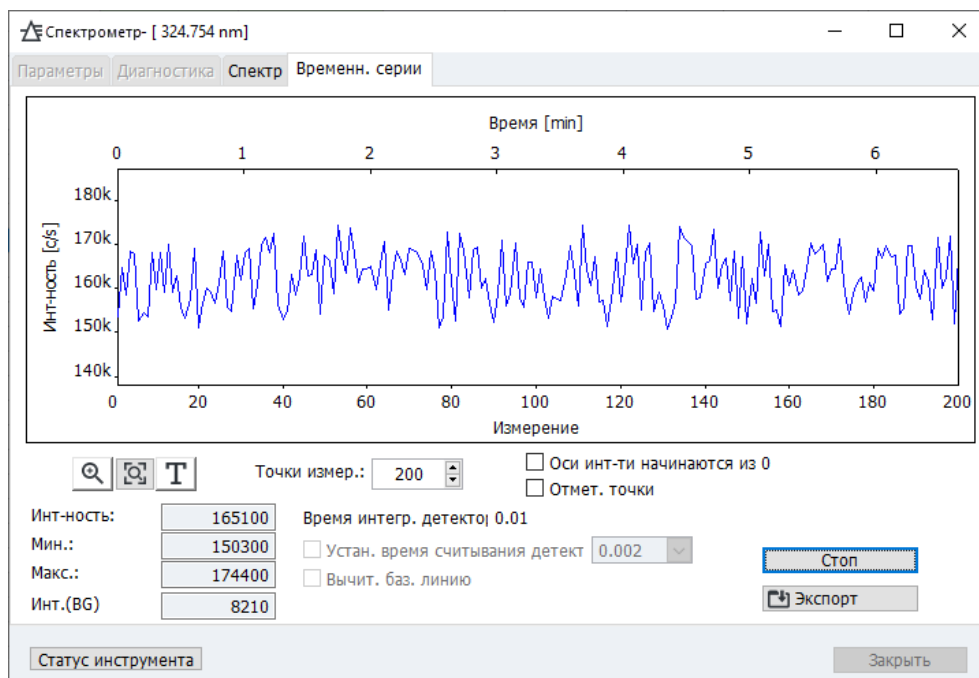 Спектрометр- [ 324.754 nm]
Параметры Диагностика Спектр Временн. серии
Время [min]
0 1 2 3 4 5 6
Инт-ность [c/s]
180k
170k
160k
150k
140k
0 20 40 60 80 100 120 140 160 180 200
Измерение
T Точки измер.: 200
Оси инт-ти начинаются из 0
Отмет. точки
Инт-ность: 165100 Время интегр. детектор 0.01
Мин.: 150300 Устан. время считывания детект 0.002
Макс.: 174400 Вычит. баз. линию
Стоп
Инт.(BG) 8210 Экспорт
Статус инструмента Закрыть